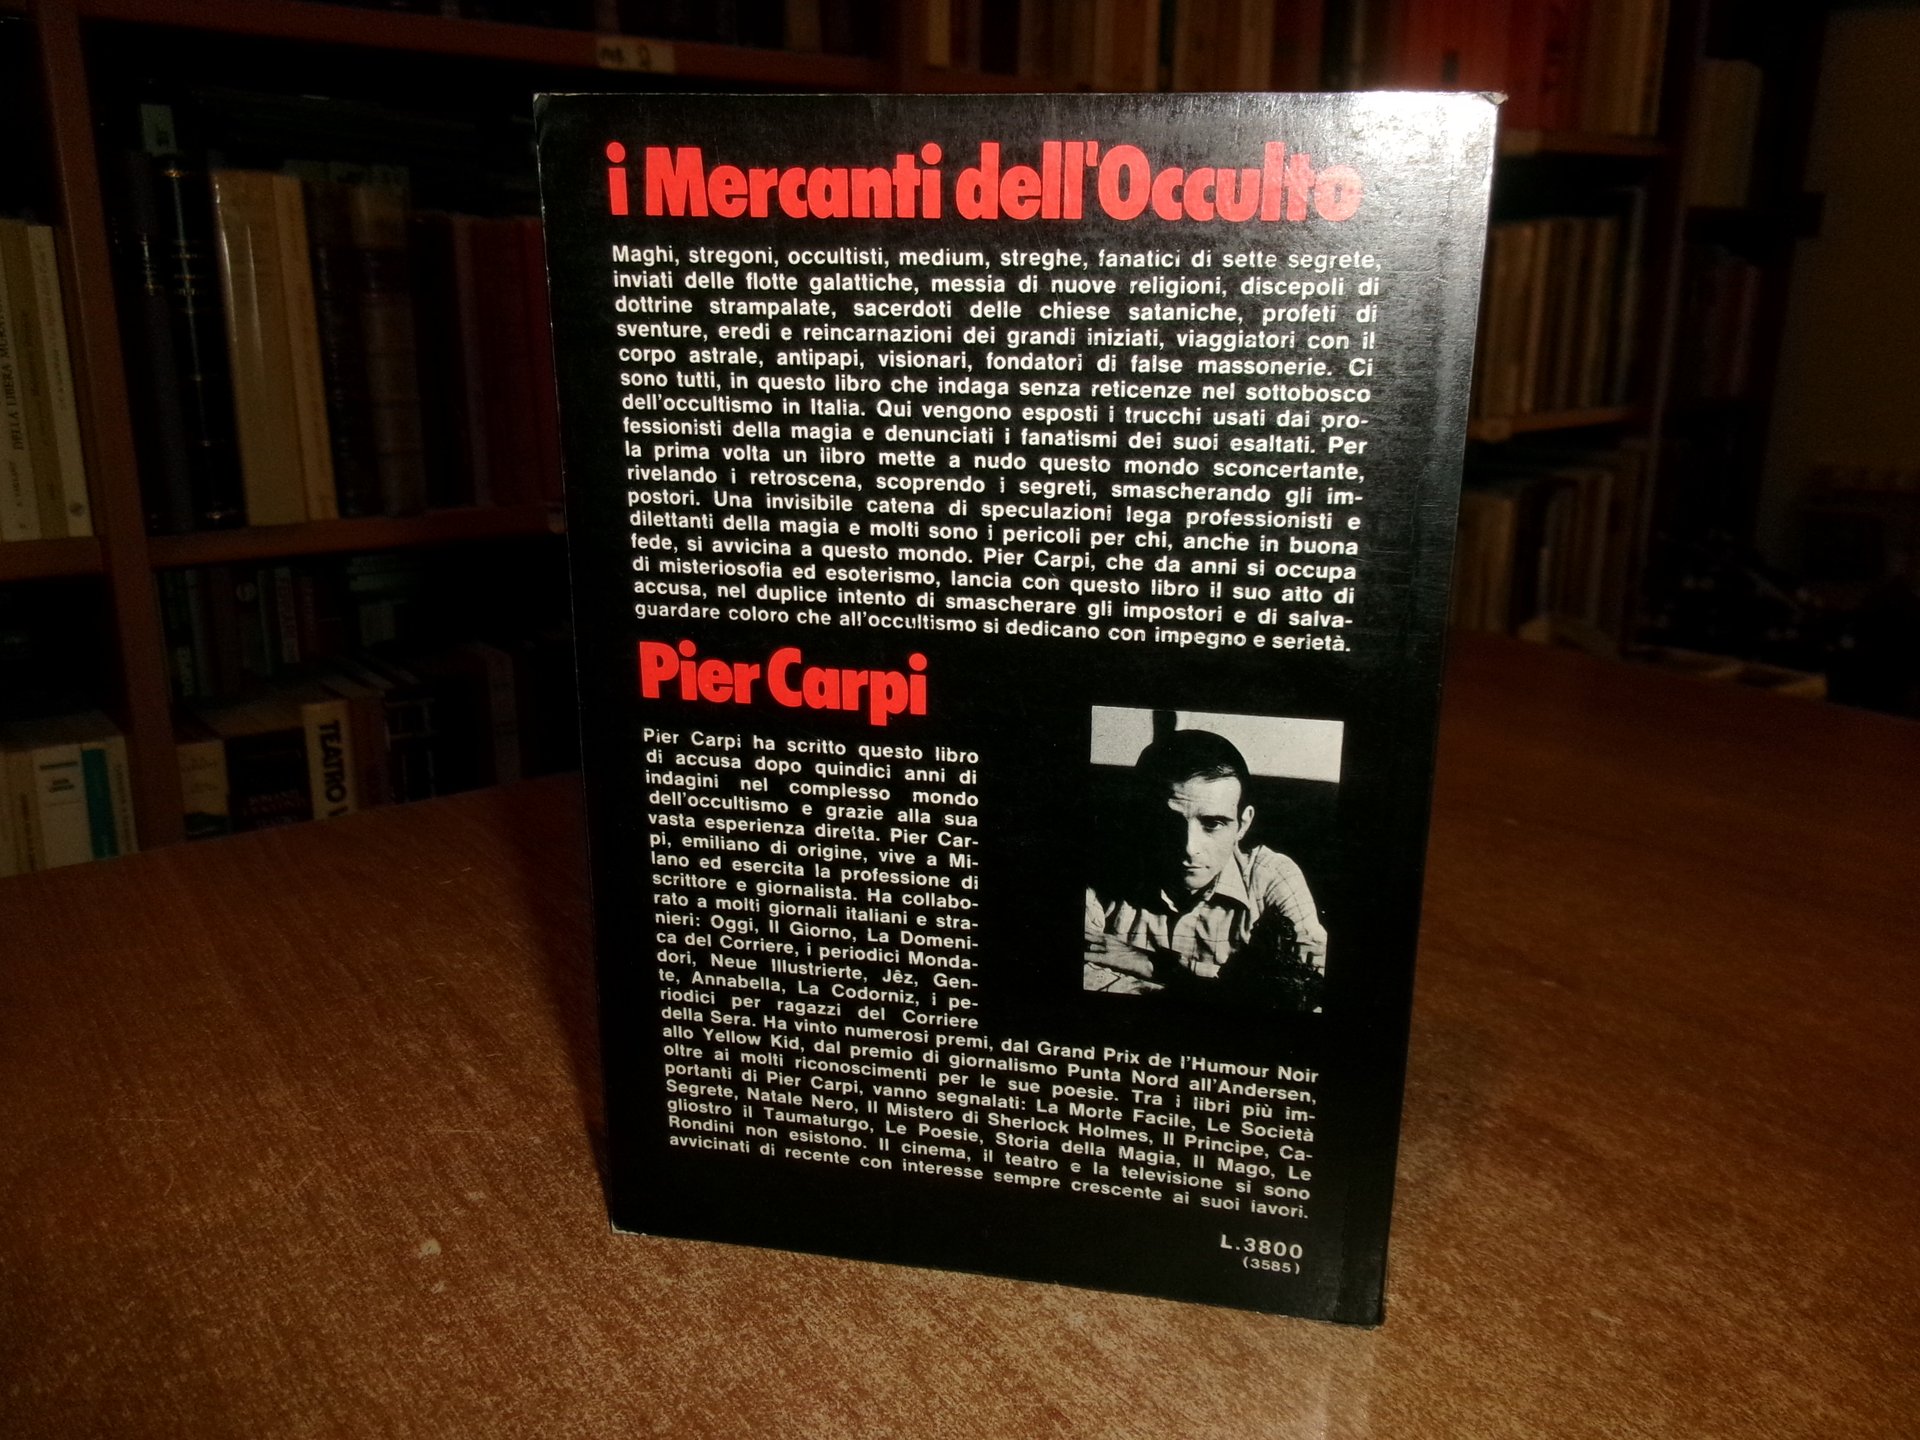 i Mercanti dell'Occulto
Maghi, stregoni, occultisti, medium, streghe, fanatici di sette segrete,
inviati delle flotte galattiche, messia di nuove religioni, discepoli di
dottrine strampalate, sacerdoti delle chiese sataniche, profeti di
sventure, eredi e reincarnazioni dei grandi iniziati, viaggiatori con il
corpo astrale, antipapi, visionari, fondatori di false massonerie. Ci
sono tutti, in questo libro che indaga senza reticenze nel sottobosco
dell'occultismo in Italia. Qui vengono esposti i trucchi usati dai pro-
fessionisti della magia e denunciati i fanatismi dei suoi esaltati. Per
la prima volta un libro mette a nudo questo mondo sconcertante,
rivelando i retroscena, scoprendo i segreti, smascherando gli im-
postori. Una invisibile catena di speculazioni lega professionisti e
dilettanti della magia e molti sono i pericoli per chi, anche in buona
fede, si avvicina a questo mondo. Pier Carpi, che da anni si occupa
di misteriosofia ed esoterismo, lancia con questo libro il suo atto di
accusa, nel duplice intento di smascherare gli impostori e di salva-
guardare coloro che all'occultismo si dedicano con impegno e serietà.
Pier Carpi
Pier Carpi ha scritto questo libro
di accusa dopo quindici anni di
indagini nel complesso mondo
dell'occultismo e grazie alla sua
vasta esperienza diretta. Pier Car-
pi, emiliano di origine, vive a Mi-
lano ed esercita la professione di
scrittore e giornalista. Ha collabo-
rato a molti giornali italiani e stra-
nieri: Oggi, Il Giorno, La Domeni-
ca del Corriere, i periodici Monda-
dori, Neue Illustrierte, Jêz, Gen-
te, Annabella, La Codorniz, i pe-
riodici per ragazzi del Corriere
della Sera. Ha vinto numerosi premi, dal Grand Prix de l'Humour Noir
allo Yellow Kid, dal premio di giornalismo Punta Nord all'Andersen,
oltre ai molti riconoscimenti per le sue poesie. Tra i libri più im-
portanti di Pier Carpi, vanno segnalati: La Morte Facile, Le Società
Segrete, Natale Nero, Il Mistero di Sherlock Holmes, Il Principe, Ca-
gliostro il Taumaturgo, Le Poesie, Storia della Magia, Il Mago, Le
Rondini non esistono. Il cinema, il teatro e la televisione si sono
avvicinati di recente con interesse sempre crescente ai suoi lavori.
L.3800
(3585)
TEATRO